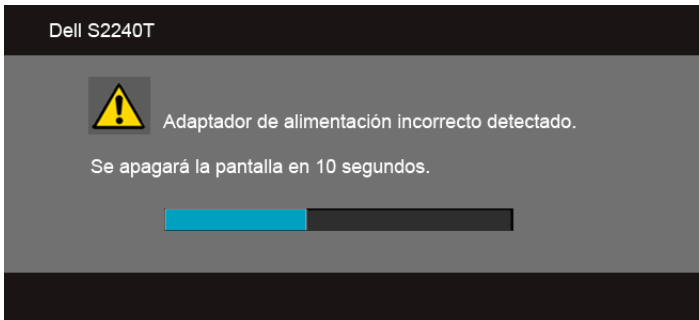 Dell S2240T
Adaptador de alimentación incorrecto detectado.
Se apagará la pantalla en 10 segundos.